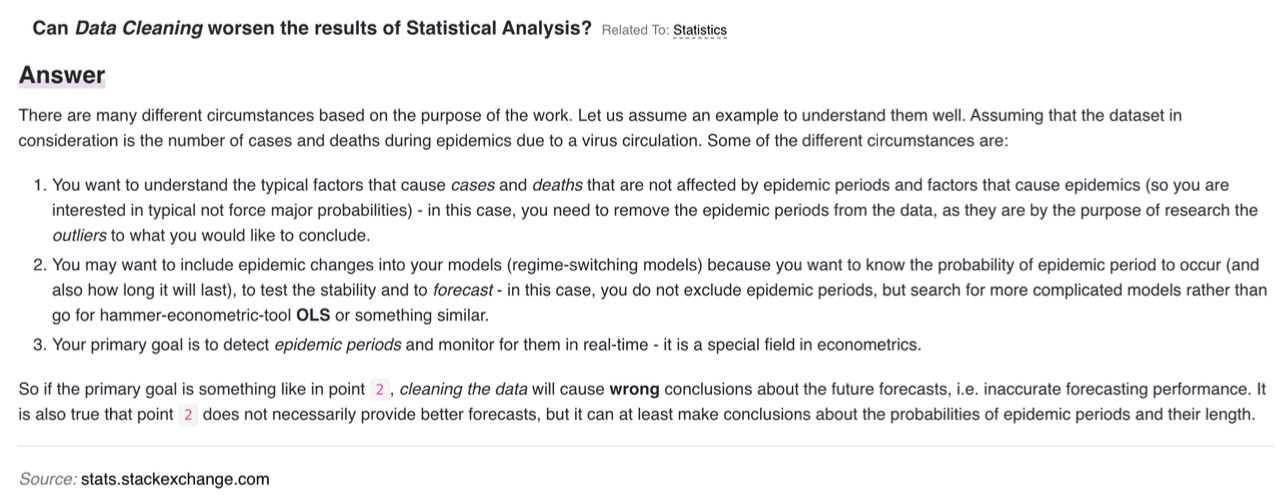 Can Data Cleaning worsen the results of Statistical Analysis? Related To: Statistics
Answer
There are many different circumstances based on the purpose of the work. Let us assume an example to understand them well. Assuming that the dataset in
consideration is the number of cases and deaths during epidemics due to a virus circulation. Some of the different circumstances are:
1. You want to understand the typical factors that cause cases and deaths that are not affected by epidemic periods and factors that cause epidemics (so you are
interested in typical not force major probabilities) - in this case, you need to remove the epidemic periods from the data, as they are by the purpose of research the
outliers to what you would like to conclude.
2. You may want to include epidemic changes into your models (regime-switching models) because you want to know the probability of epidemic period to occur (and
also how long it will last), to test the stability and to forecast - in this case, you do not exclude epidemic periods, but search for more complicated models rather than
go for hammer-econometric-tool OLS or something similar.
3. Your primary goal is to detect epidemic periods and monitor for them in real-time - it is a special field in econometrics.
So if the primary goal is something like in point 2 , cleaning the data will cause wrong conclusions about the future forecasts, i.e. inaccurate forecasting performance. It
is also true that point 2 does not necessarily provide better forecasts, but it can at least make conclusions about the probabilities of epidemic periods and their length.
Source: stats.stackexchange.com